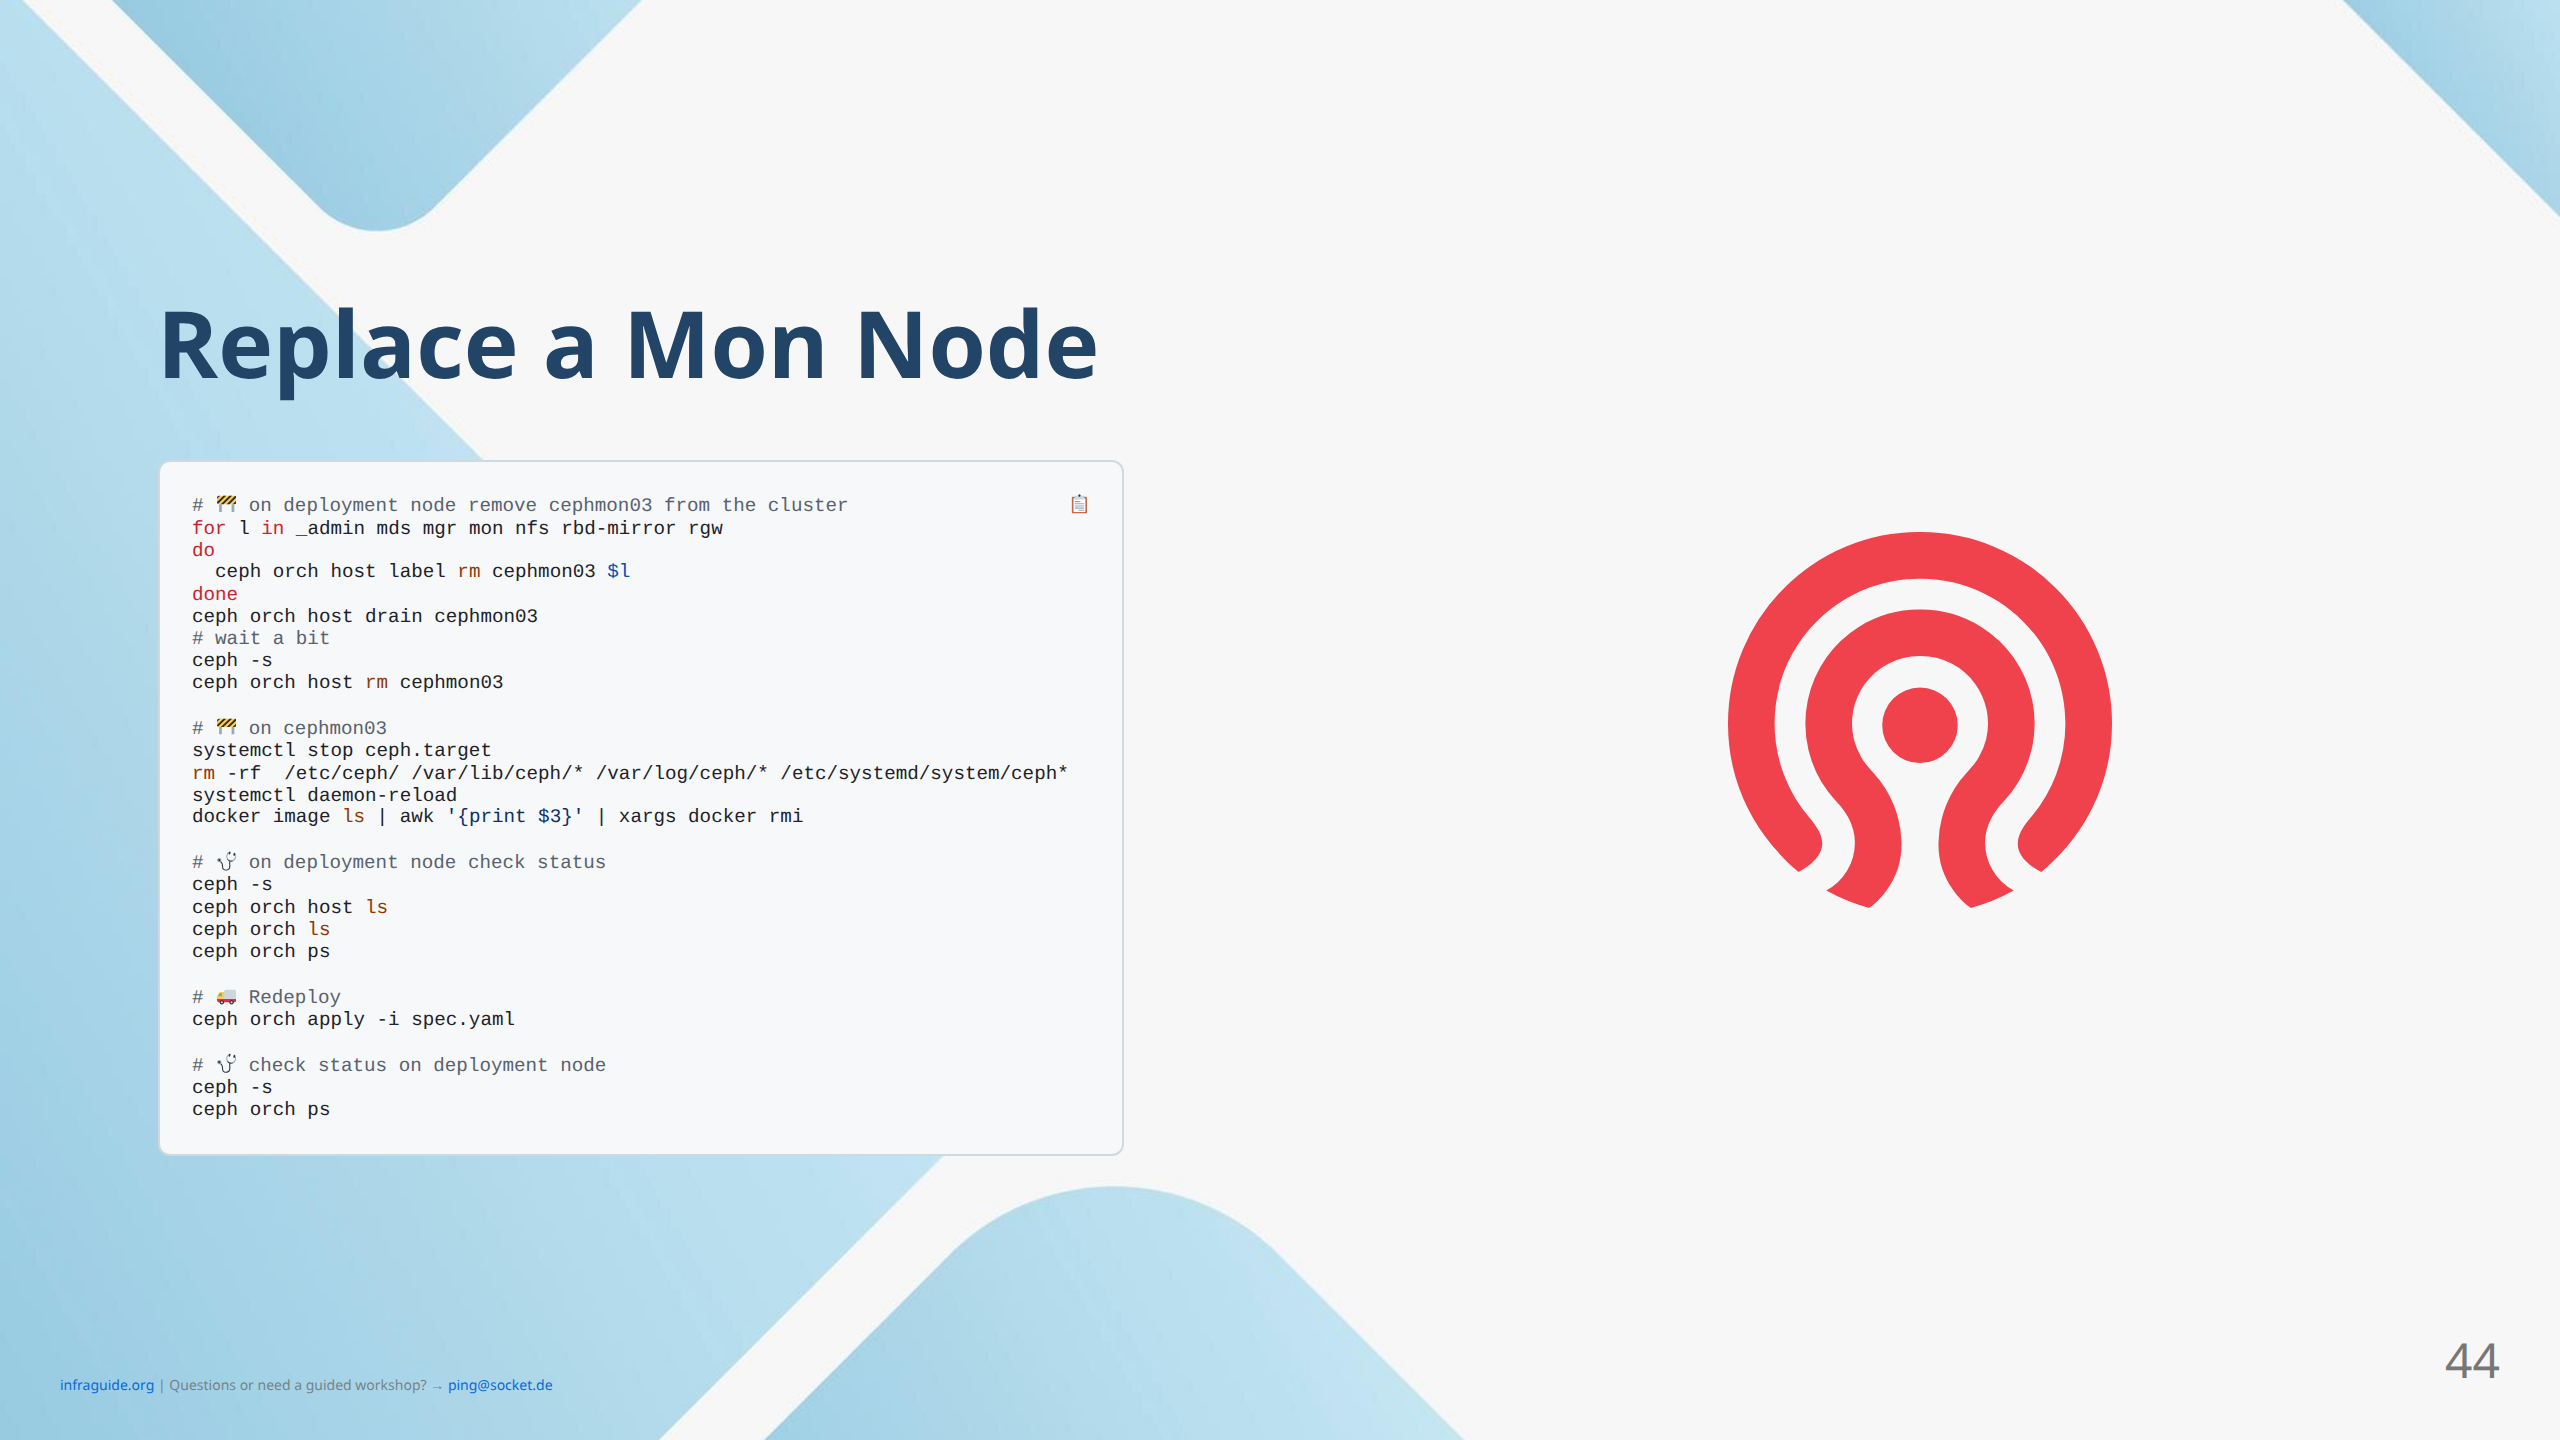 Replace a Mon Node
# 🚧 on deployment node remove cephmon03 from the cluster
for l in _admin mds mgr mon nfs rbd-mirror rgw
do
  ceph orch host label rm cephmon03 $l
done
ceph orch host drain cephmon03
# wait a bit
ceph -s
ceph orch host rm cephmon03

# 🚧 on cephmon03
systemctl stop ceph.target
rm -rf  /etc/ceph/ /var/lib/ceph/* /var/log/ceph/* /etc/systemd/system/ceph*
systemctl daemon-reload
docker image ls | awk '{print $3}' | xargs docker rmi

# 🩺 on deployment node check status
ceph -s
ceph orch host ls
ceph orch ls
ceph orch ps

# 🚚 Redeploy
ceph orch apply -i spec.yaml

# 🩺 check status on deployment node
ceph -s
ceph orch ps
infraguide.org | Questions or need a guided workshop? → ping@socket.de
44